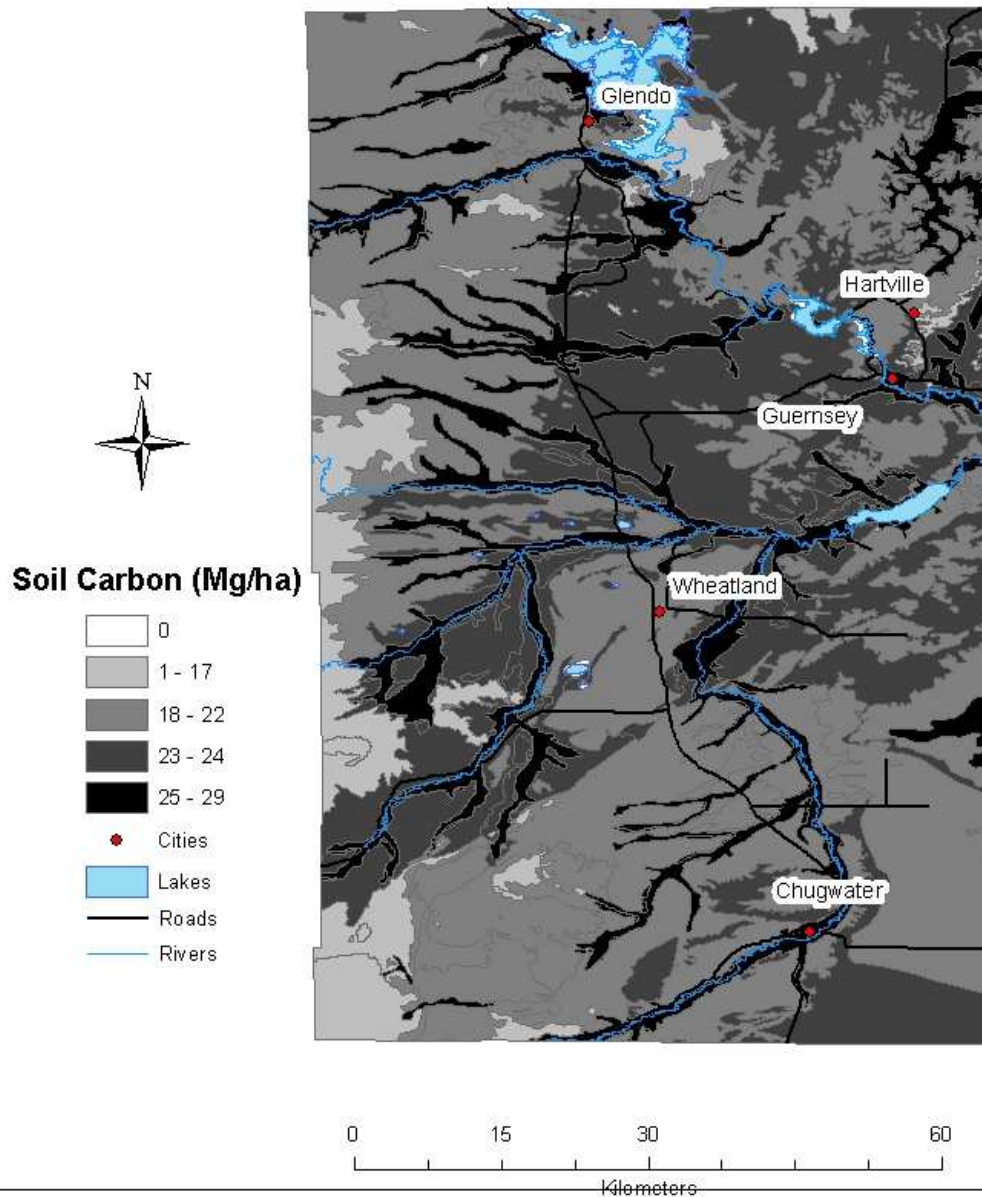 Glendo
Hartville
N
Guernsey
Wheatland
Soil Carbon (Mg/ha)
0
1 - 17
18 - 22
23 - 24
25 - 29
Cities
Lakes
Roads
Rivers
Chugwater
0 15 30 60
Kilometers